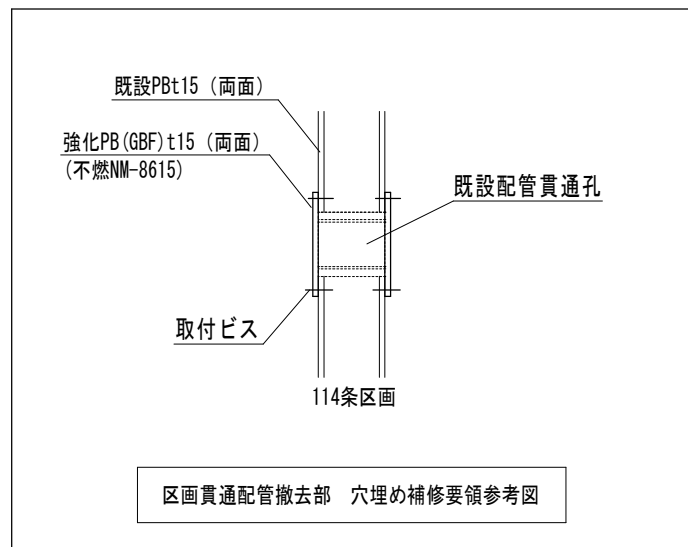 既設PBt15（両面）
強化PB(GBF)t15（両面）
(不燃NM-8615)
既設配管貫通孔
取付ビス
114条区画
区画貫通配管撤去部　穴埋め補修要領参考図